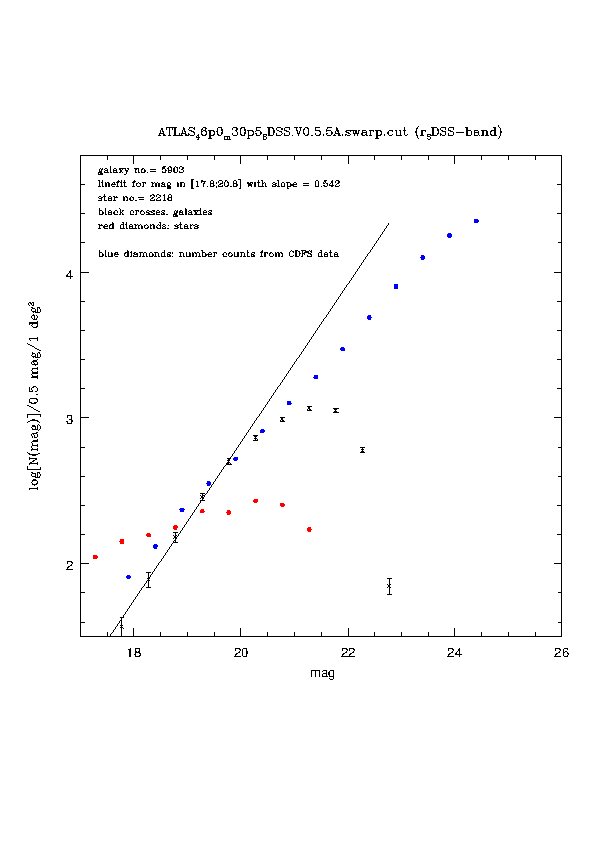 ATLAS_46p0_m30p5_SDSS.V0.5.5A.swarp.cut (r_SDSS-band)
galaxy no.= 5903
linefit for mag in [17.8;20.8] with slope = 0.542
star no.= 2218
black crosses. galaxies
red diamonds: stars
blue diamonds: number counts from CDFS data
log[N(mag)]/0.5 mag/1 deg²
4
3
2
18 20 22 24 26
mag